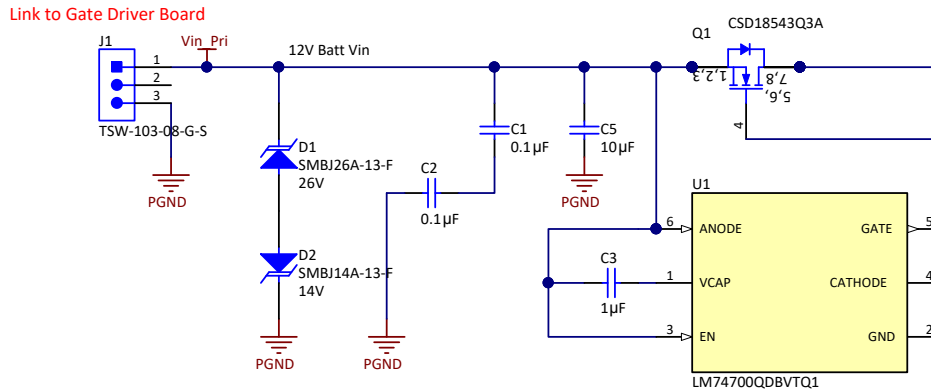 Link to Gate Driver Board
J1
Vin_Pri
12V Batt Vin
Q1
CSD18543Q3A
1
2
3
TSW-103-08-G-S
PGND
1,2,3
7,8
5,6,
4
D1
SMBJ26A-13-F
26V
C1
0.1µF
C5
10µF
PGND
C2
0.1µF
U1
D2
SMBJ14A-13-F
14V
PGND
PGND
C3
1µF
6
ANODE
GATE
5
1
VCAP
CATHODE
4
3
EN
GND
2
LM74700QDBVTQ1